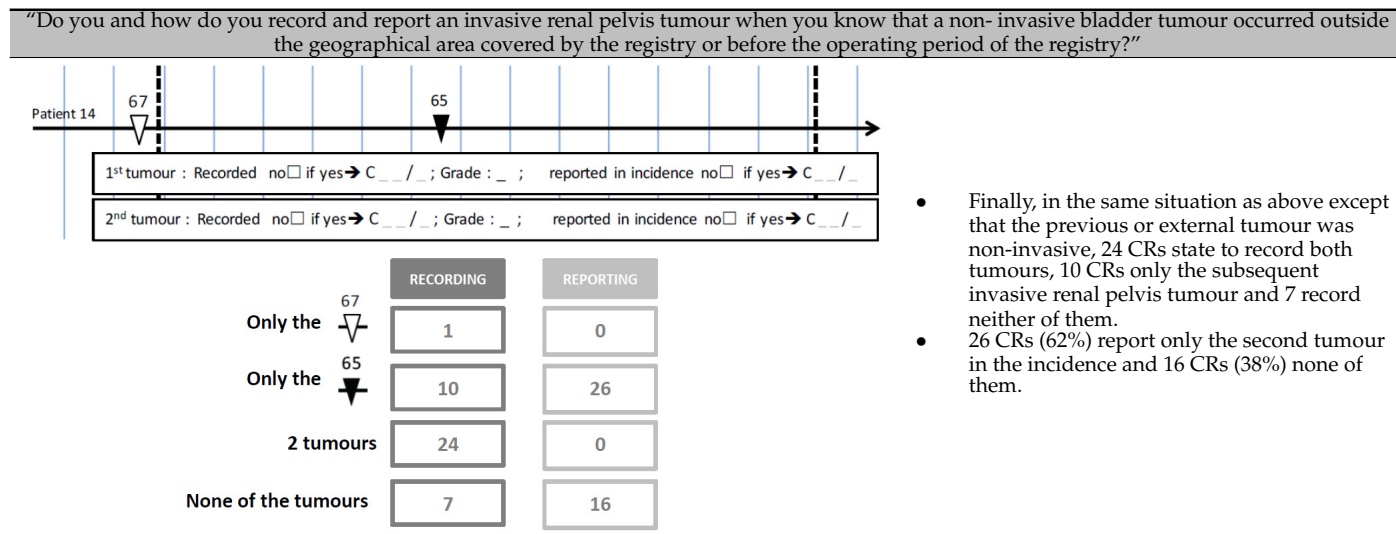 “Do you and how do you record and report an invasive renal pelvis tumour when you know that a non- invasive bladder tumour occurred outside
the geographical area covered by the registry or before the operating period of the registry?”
67
65
Patient 14
1st tumour : Recorded no☐ if yes➔ C _ _ / _ ; Grade : _ ; reported in incidence no☐ if yes➔ C _ _ / _
2nd tumour : Recorded no☐ if yes➔ C _ _ / _ ; Grade : _ ; reported in incidence no☐ if yes➔ C _ _ / _
RECORDING REPORTING
67
Only the 1 0
65
Only the 10 26
2 tumours 24 0
None of the tumours 7 16
• Finally, in the same situation as above except
that the previous or external tumour was
non-invasive, 24 CRs state to record both
tumours, 10 CRs only the subsequent
invasive renal pelvis tumour and 7 record
neither of them.
• 26 CRs (62%) report only the second tumour
in the incidence and 16 CRs (38%) none of
them.